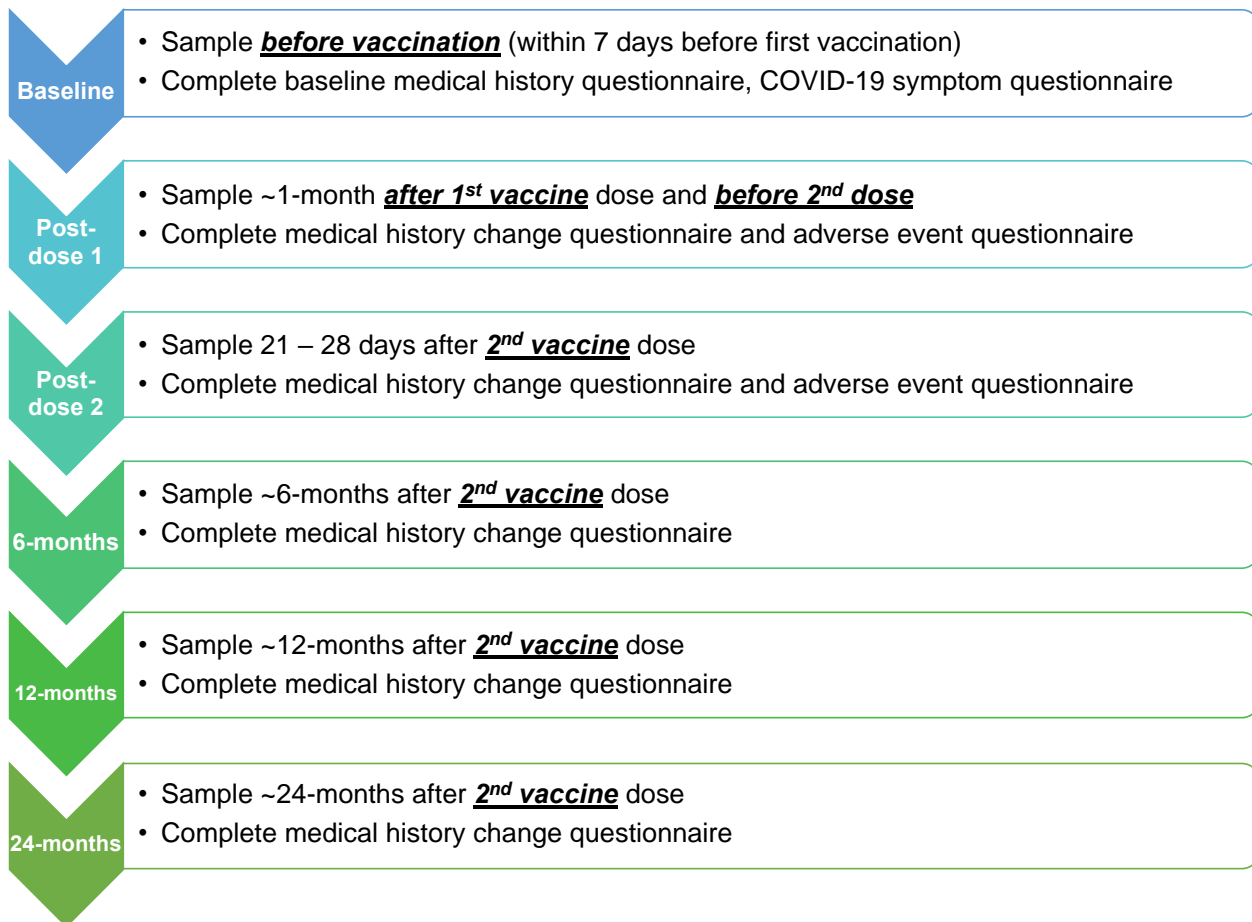 Baseline
• Sample before vaccination (within 7 days before first vaccination)
• Complete baseline medical history questionnaire, COVID-19 symptom questionnaire
Post-
dose 1
• Sample ~1-month after 1st vaccine dose and before 2nd dose
• Complete medical history change questionnaire and adverse event questionnaire
Post-
dose 2
• Sample 21 – 28 days after 2nd vaccine dose
• Complete medical history change questionnaire and adverse event questionnaire
6-months
• Sample ~6-months after 2nd vaccine dose
• Complete medical history change questionnaire
12-months
• Sample ~12-months after 2nd vaccine dose
• Complete medical history change questionnaire
24-months
• Sample ~24-months after 2nd vaccine dose
• Complete medical history change questionnaire